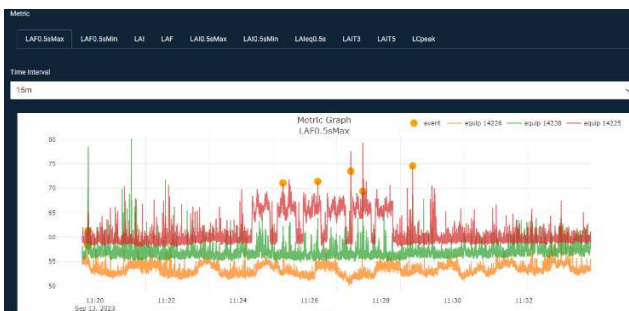 Metric
LAF0.5sMax LAF0.5sMin LAI LAF LAI0.5sMax LAI0.5sMin LAIeq0.5s LAIT3 LAIT5 LCpeak
Time Interval
15m
Metric Graph
LAF0.5sMax
event equip 14226 equip 14238 equip 14225
80
75
70
65
60
55
50
11:20 11:22 11:24 11:26 11:28 11:30 11:32
Sep 13, 2023